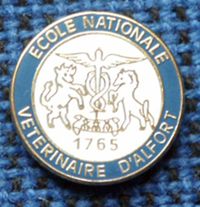 ECOLE NATIONALE
1765
VETERINAIRE D'ALFORT